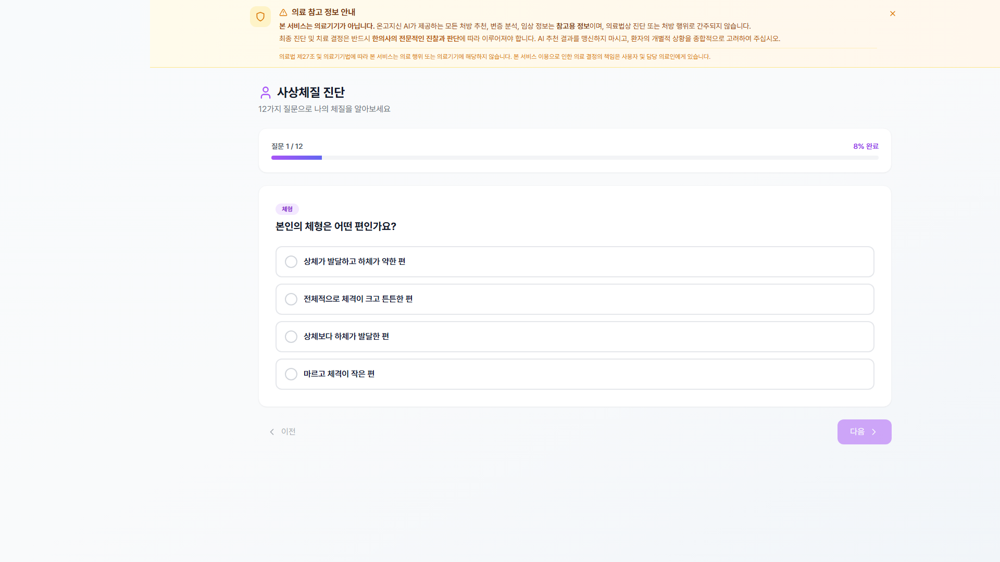 의료 참고 정보 안내
본 서비스는 의료기기가 아닙니다. 온고지신 AI가 제공하는 모든 처방 추천, 변증 분석, 임상 정보는 참고용 정보이며, 의료법상 진단 또는 처방 행위로 간주되지 않습니다.
최종 진단 및 치료 결정은 반드시 한의사의 전문적인 진찰과 판단에 따라 이루어져야 합니다. AI 추천 결과를 맹신하지 마시고, 환자의 개별적 상황을 종합적으로 고려하여 주십시오.
의료법 제27조 및 의료기기법에 따라 본 서비스는 의료 행위 또는 의료기기에 해당하지 않습니다. 본 서비스 이용으로 인한 의료 결정의 책임은 사용자 및 담당 의료인에게 있습니다.
사상체질 진단
12가지 질문으로 나의 체질을 알아보세요
질문 1 / 12
8% 완료
체형
본인의 체형은 어떤 편인가요?
상체가 발달하고 하체가 약한 편
전체적으로 체격이 크고 튼튼한 편
상체보다 하체가 발달한 편
마르고 체격이 작은 편
이전
다음